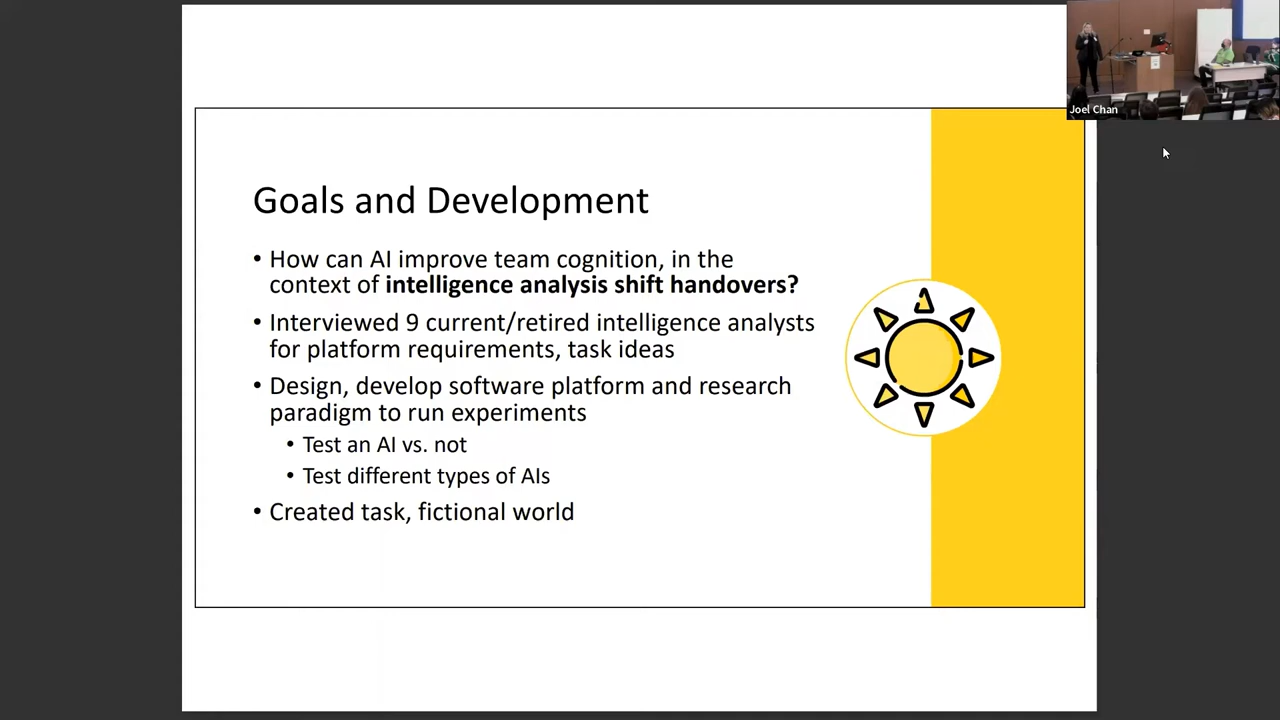 Joel Chan
Goals and Development
• How can AI improve team cognition, in the
context of intelligence analysis shift handovers?
• Interviewed 9 current/retired intelligence analysts
for platform requirements, task ideas
• Design, develop software platform and research
paradigm to run experiments
• Test an AI vs. not
• Test different types of AIs
• Created task, fictional world